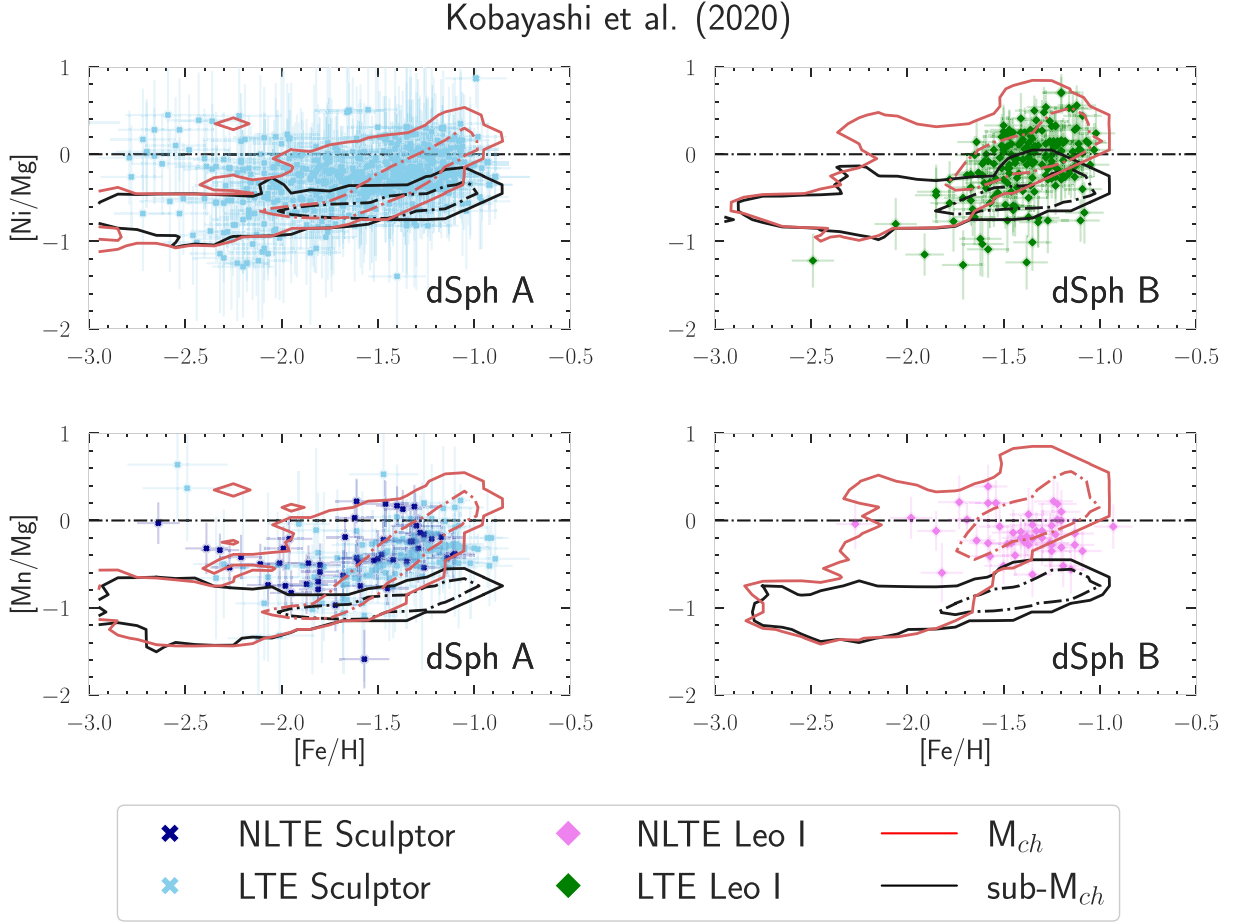 Kobayashi et al. (2020)
[Ni/Mg]
1
0
−1
−2
dSph A
−3.0 −2.5 −2.0 −1.5 −1.0 −0.5
1
0
−1
−2
dSph B
−3.0 −2.5 −2.0 −1.5 −1.0 −0.5
[Mn/Mg]
1
0
−1
−2
dSph A
−3.0 −2.5 −2.0 −1.5 −1.0 −0.5
[Fe/H]
1
0
−1
−2
dSph B
−3.0 −2.5 −2.0 −1.5 −1.0 −0.5
[Fe/H]
NLTE Sculptor
LTE Sculptor
NLTE Leo I
LTE Leo I
M_ch
sub-M_ch